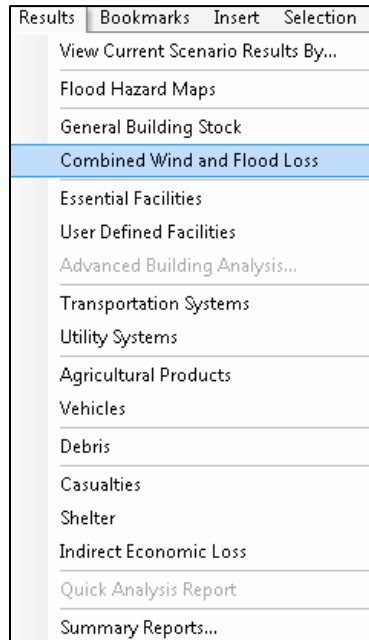 Results Bookmarks Insert Selection
View Current Scenario Results By...
Flood Hazard Maps
General Building Stock
Combined Wind and Flood Loss
Essential Facilities
User Defined Facilities
Advanced Building Analysis...
Transportation Systems
Utility Systems
Agricultural Products
Vehicles
Debris
Casualties
Shelter
Indirect Economic Loss
Quick Analysis Report
Summary Reports...